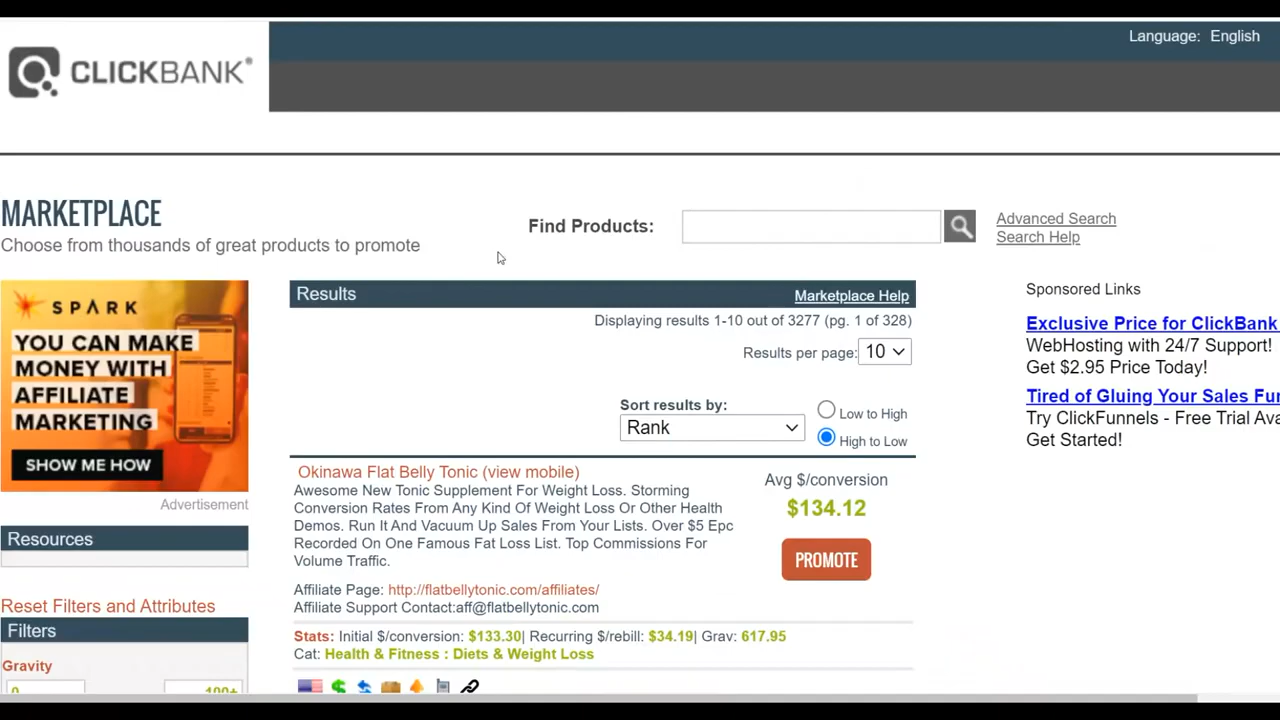 Language: English
CLICKBANK®
MARKETPLACE
Choose from thousands of great products to promote
Find Products:
Advanced Search
Search Help
SPARK
YOU CAN MAKE
MONEY WITH
AFFILIATE
MARKETING
SHOW ME HOW
Advertisement
Resources
Reset Filters and Attributes
Filters
Gravity
0 100+
Results Marketplace Help
Displaying results 1-10 out of 3277 (pg. 1 of 328)
Results per page: 10
Sort results by:
Rank
Low to High
High to Low
Okinawa Flat Belly Tonic (view mobile)
Awesome New Tonic Supplement For Weight Loss. Storming
Conversion Rates From Any Kind Of Weight Loss Or Other Health
Demos. Run It And Vacuum Up Sales From Your Lists. Over $5 Epc
Recorded On One Famous Fat Loss List. Top Commissions For
Volume Traffic.
Avg $/conversion
$134.12
PROMOTE
Affiliate Page: http://flatbellytonic.com/affiliates/
Affiliate Support Contact:aff@flatbellytonic.com
Stats: Initial $/conversion: $133.30| Recurring $/rebill: $34.19| Grav: 617.95
Cat: Health & Fitness : Diets & Weight Loss
Sponsored Links
Exclusive Price for ClickBank
WebHosting with 24/7 Support!
Get $2.95 Price Today!
Tired of Gluing Your Sales Fu
Try ClickFunnels - Free Trial Ava
Get Started!